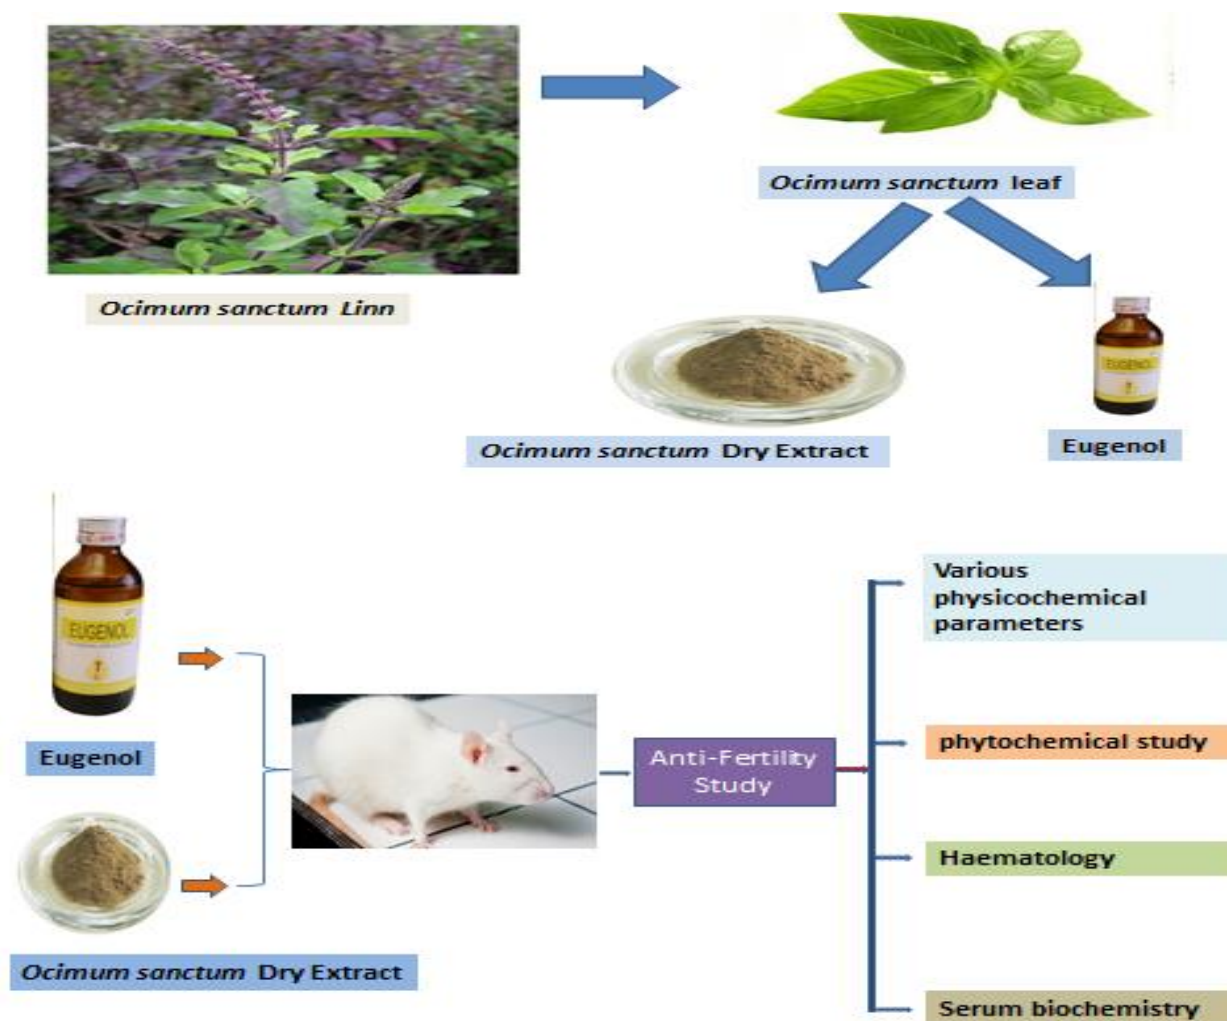 Ocimum sanctum leaf
Ocimum sanctum Linn
EUGENOL
Ocimum sanctum Dry Extract
Eugenol
EUGENOL
Eugenol
Ocimum sanctum Dry Extract
Anti-Fertility
Study
Various
physicochemical
parameters
phytochemical study
Haematology
Serum biochemistry